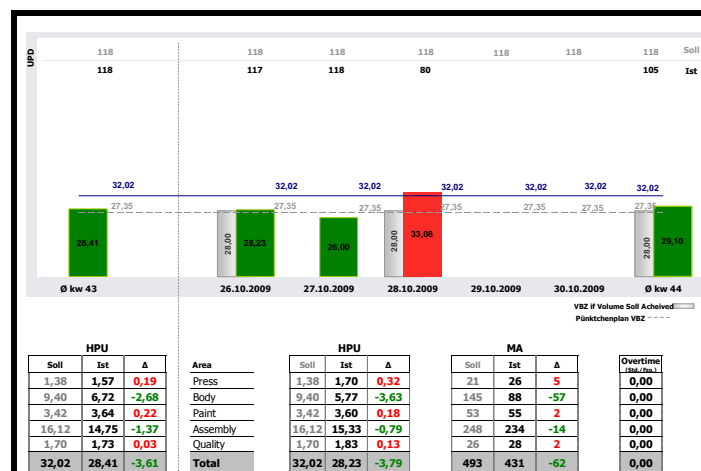 UPD
118 118 118 118 118 118 118 Soll
118 117 118 80 105 Ist
32,02 32,02 32,02 32,02 32,02 32,02 32,02
27,35 27,35 27,35 27,35 27,35 27,35 27,35
28,41 28,00 28,23 26,00 28,00 33,08 28,00 29,10
Ø kw 43 26.10.2009 27.10.2009 28.10.2009 29.10.2009 30.10.2009 Ø kw 44
VBZ if Volume Soll Acheived
Pünktchenplan VBZ
HPU HPU MA
Soll Ist Δ Area Soll Ist Δ Soll Ist Δ Overtime
(Std./Fzg.)
1,38 1,57 0,19 Press 1,38 1,70 0,32 21 26 5 0,00
9,40 6,72 -2,68 Body 9,40 5,77 -3,63 145 88 -57 0,00
3,42 3,64 0,22 Paint 3,42 3,60 0,18 53 55 2 0,00
16,12 14,75 -1,37 Assembly 16,12 15,33 -0,79 248 234 -14 0,00
1,70 1,73 0,03 Quality 1,70 1,83 0,13 26 28 2 0,00
32,02 28,41 -3,61 Total 32,02 28,23 -3,79 493 431 -62 0,00